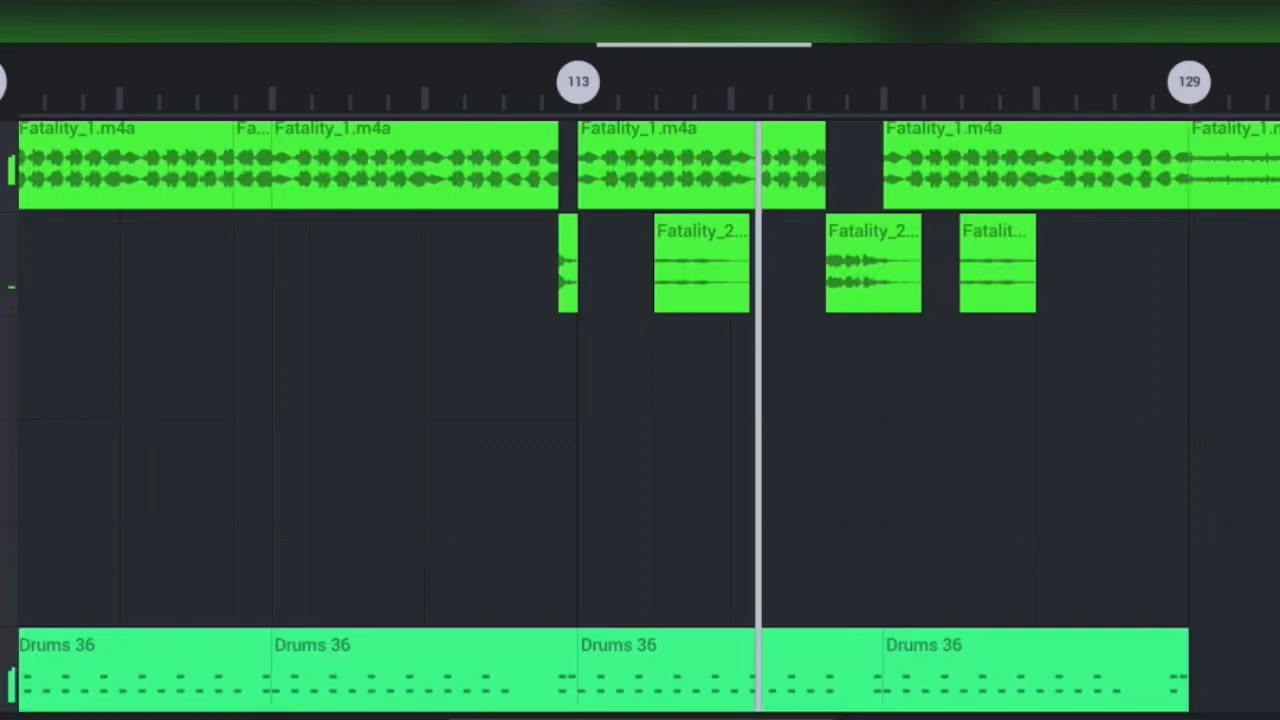 113 129
Fatality_1.m4a Fa... Fatality_1.m4a Fatality_1.m4a Fatality_1.m4a Fatality_1.
Fatality_2... Fatality_2... Fatalit...
Drums 36 Drums 36 Drums 36 Drums 36